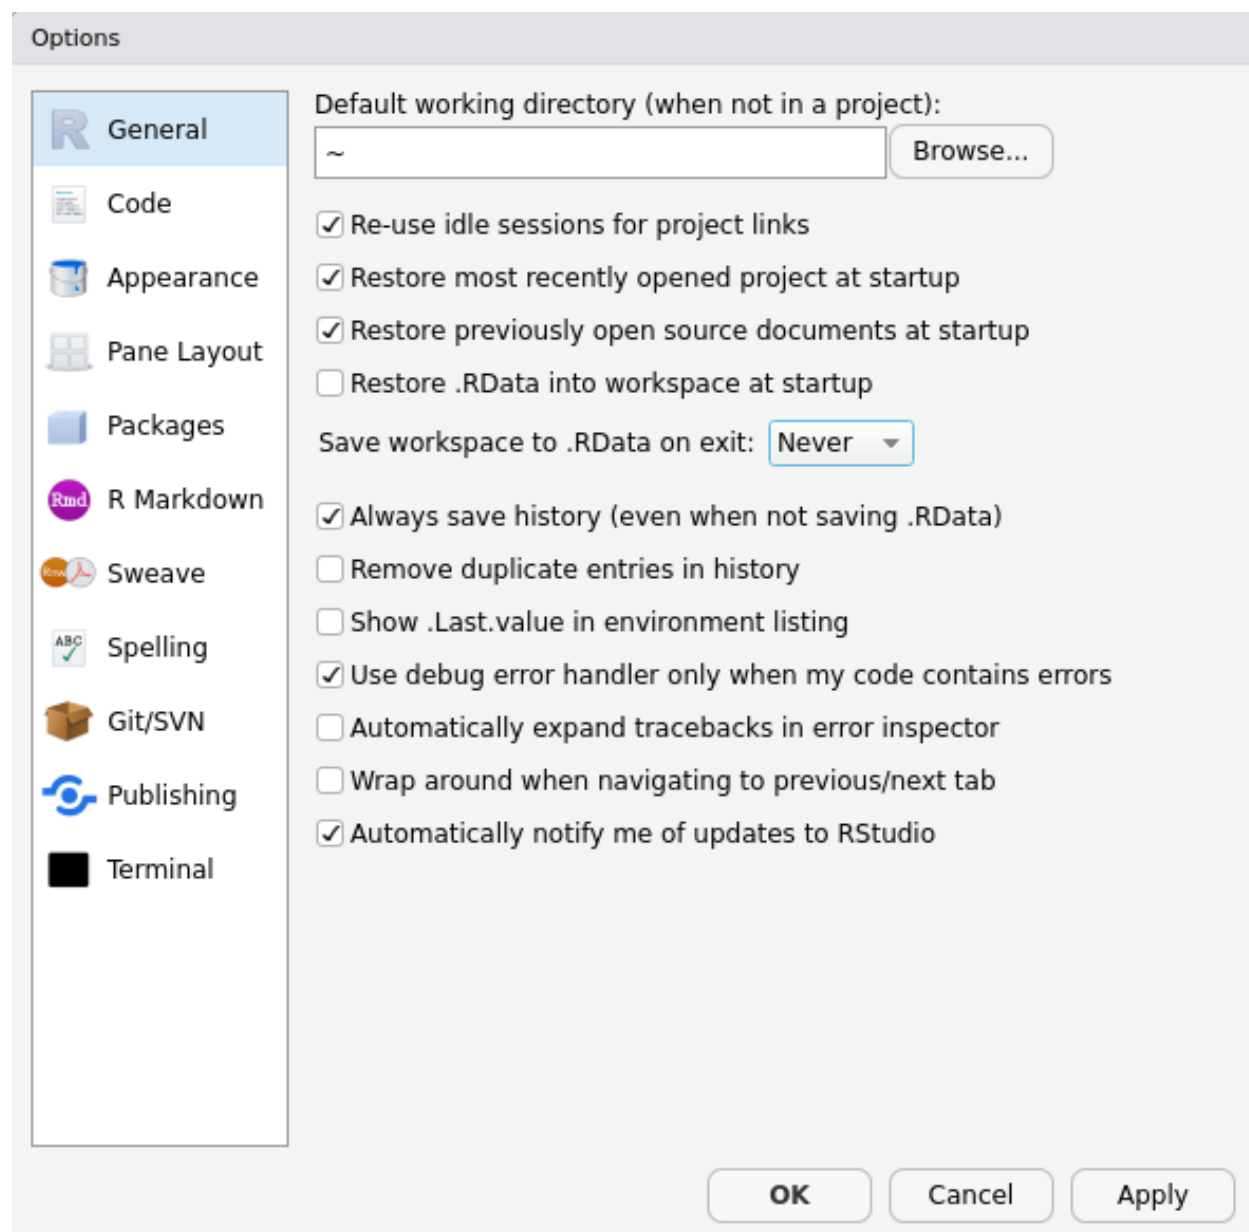 Options
General
Code
Appearance
Pane Layout
Packages
Rmd R Markdown
Rnw Sweave
ABC Spelling
Git/SVN
Publishing
Terminal
Default working directory (when not in a project):
~ Browse...
Re-use idle sessions for project links
Restore most recently opened project at startup
Restore previously open source documents at startup
Restore .RData into workspace at startup
Save workspace to .RData on exit: Never
Always save history (even when not saving .RData)
Remove duplicate entries in history
Show .Last.value in environment listing
Use debug error handler only when my code contains errors
Automatically expand tracebacks in error inspector
Wrap around when navigating to previous/next tab
Automatically notify me of updates to RStudio
OK Cancel Apply